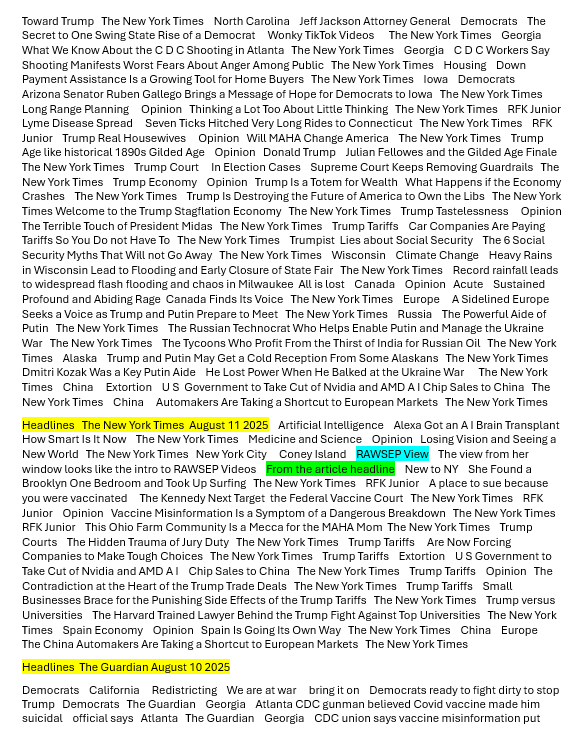 Toward Trump The New York Times North Carolina Jeff Jackson Attorney General Democrats The
Secret to One Swing State Rise of a Democrat Wonky TikTok Videos The New York Times Georgia
What We Know About the C D C Shooting in Atlanta The New York Times Georgia C D C Workers Say
Shooting Manifests Worst Fears About Anger Among Public The New York Times Housing Down
Payment Assistance Is a Growing Tool for Home Buyers The New York Times Iowa Democrats
Arizona Senator Ruben Gallego Brings a Message of Hope for Democrats to Iowa The New York Times
Long Range Planning Opinion Thinking a Lot Too About Little Thinking The New York Times RFK Junior
Lyme Disease Spread Seven Ticks Hitched Very Long Rides to Connecticut The New York Times RFK
Junior Trump Real Housewives Opinion Will MAHA Change America The New York Times Trump
Age like historical 1890s Gilded Age Opinion Donald Trump Julian Fellowes and the Gilded Age Finale
The New York Times Trump Court In Election Cases Supreme Court Keeps Removing Guardrails The
New York Times Trump Economy Opinion Trump Is a Totem for Wealth What Happens if the Economy
Crashes The New York Times Trump Is Destroying the Future of America to Own the Libs The New York
Times Welcome to the Trump Stagflation Economy The New York Times Trump Tastelessness Opinion
The Terrible Touch of President Midas The New York Times Trump Tariffs Car Companies Are Paying
Tariffs So You Do not Have To The New York Times Trumpist Lies about Social Security The 6 Social
Security Myths That Will not Go Away The New York Times Wisconsin Climate Change Heavy Rains
in Wisconsin Lead to Flooding and Early Closure of State Fair The New York Times Record rainfall leads
to widespread flash flooding and chaos in Milwaukee All is lost Canada Opinion Acute Sustained
Profound and Abiding Rage Canada Finds Its Voice The New York Times Europe A Sidelined Europe
Seeks a Voice as Trump and Putin Prepare to Meet The New York Times Russia The Powerful Aide of
Putin The New York Times The Russian Technocrat Who Helps Enable Putin and Manage the Ukraine
War The New York Times The Tycoons Who Profit From the Thirst of India for Russian Oil The New York
Times Alaska Trump and Putin May Get a Cold Reception From Some Alaskans The New York Times
Dmitri Kozak Was a Key Putin Aide He Lost Power When He Balked at the Ukraine War The New York
Times China Extortion U S Government to Take Cut of Nvidia and AMD A I Chip Sales to China The
New York Times China Automakers Are Taking a Shortcut to European Markets The New York Times
Headlines The New York Times August 11 2025 Artificial Intelligence Alexa Got an A I Brain Transplant
How Smart Is It Now The New York Times Medicine and Science Opinion Losing Vision and Seeing a
New World The New York Times New York City Coney Island RAWSEP View The view from her
window looks like the intro to RAWSEP Videos From the article headline New to NY She Found a
Brooklyn One Bedroom and Took Up Surfing The New York Times RFK Junior A place to sue because
you were vaccinated The Kennedy Next Target the Federal Vaccine Court The New York Times RFK
Junior Opinion Vaccine Misinformation Is a Symptom of a Dangerous Breakdown The New York Times
RFK Junior This Ohio Farm Community Is a Mecca for the MAHA Mom The New York Times Trump
Courts The Hidden Trauma of Jury Duty The New York Times Trump Tariffs Are Now Forcing
Companies to Make Tough Choices The New York Times Trump Tariffs Extortion U S Government to
Take Cut of Nvidia and AMD A I Chip Sales to China The New York Times Trump Tariffs Opinion The
Contradiction at the Heart of the Trump Trade Deals The New York Times Trump Tariffs Small
Businesses Brace for the Punishing Side Effects of the Trump Tariffs The New York Times Trump versus
Universities The Harvard Trained Lawyer Behind the Trump Fight Against Top Universities The New York
Times Spain Economy Opinion Spain Is Going Its Own Way The New York Times China Europe
The China Automakers Are Taking a Shortcut to European Markets The New York Times
Headlines The Guardian August 10 2025
Democrats California Redistricting We are at war bring it on Democrats ready to fight dirty to stop
Trump Democrats The Guardian Georgia Atlanta CDC gunman believed Covid vaccine made him
suicidal official says Atlanta The Guardian Georgia CDC union says vaccine misinformation put